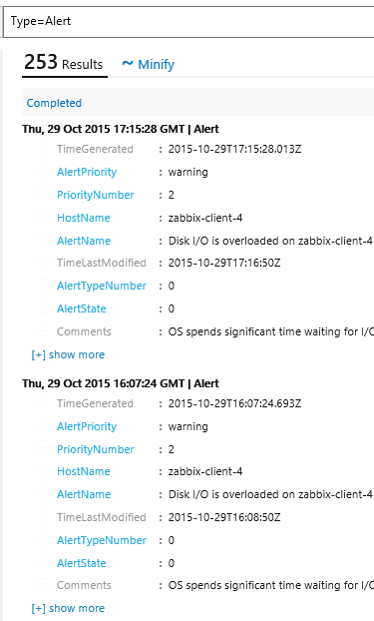 Type=Alert
253 Results ~ Minify
Completed
Thu, 29 Oct 2015 17:15:28 GMT | Alert
TimeGenerated : 2015-10-29T17:15:28.013Z
AlertPriority : warning
PriorityNumber : 2
HostName : zabbix-client-4
AlertName : Disk I/O is overloaded on zabbix-client-4
TimeLastModified : 2015-10-29T17:16:50Z
AlertTypeNumber : 0
AlertState : 0
Comments : OS spends significant time waiting for I/O
[+] show more
Thu, 29 Oct 2015 16:07:24 GMT | Alert
TimeGenerated : 2015-10-29T16:07:24.693Z
AlertPriority : warning
PriorityNumber : 2
HostName : zabbix-client-4
AlertName : Disk I/O is overloaded on zabbix-client-4
TimeLastModified : 2015-10-29T16:08:50Z
AlertTypeNumber : 0
AlertState : 0
Comments : OS spends significant time waiting for I/O
[+] show more